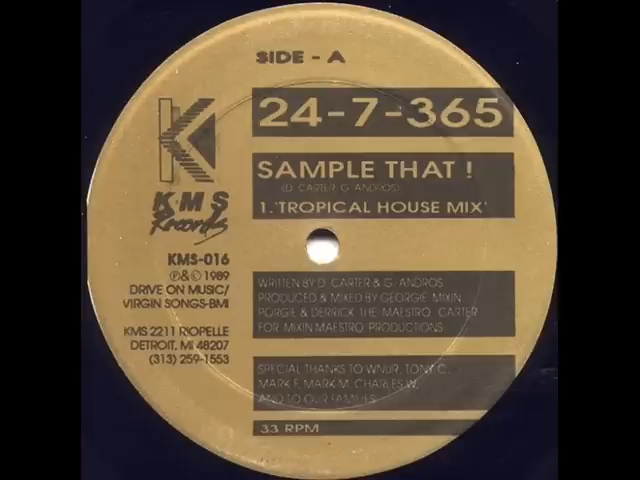 SIDE - A
24-7-365
SAMPLE THAT !
(D. CARTER G. ANDROS)
1. 'TROPICAL HOUSE MIX'
K
K·M·S
Records
KMS-016
℗&© 1989
DRIVE ON MUSIC/
VIRGIN SONGS-BMI
KMS 2211 RIOPELLE
DETROIT, MI 48207
(313) 259-1553
WRITTEN BY D. CARTER & G. ANDROS
PRODUCED & MIXED BY GEORGIE MIXIN
PORGIE & DERRICK THE MAESTRO CARTER
FOR MIXIN MAESTRO PRODUCTIONS
SPECIAL THANKS TO WNUR, TONY C.
MARK F, MARK M, CHARLES W,
AND TO OUR FAMILIES
33 RPM